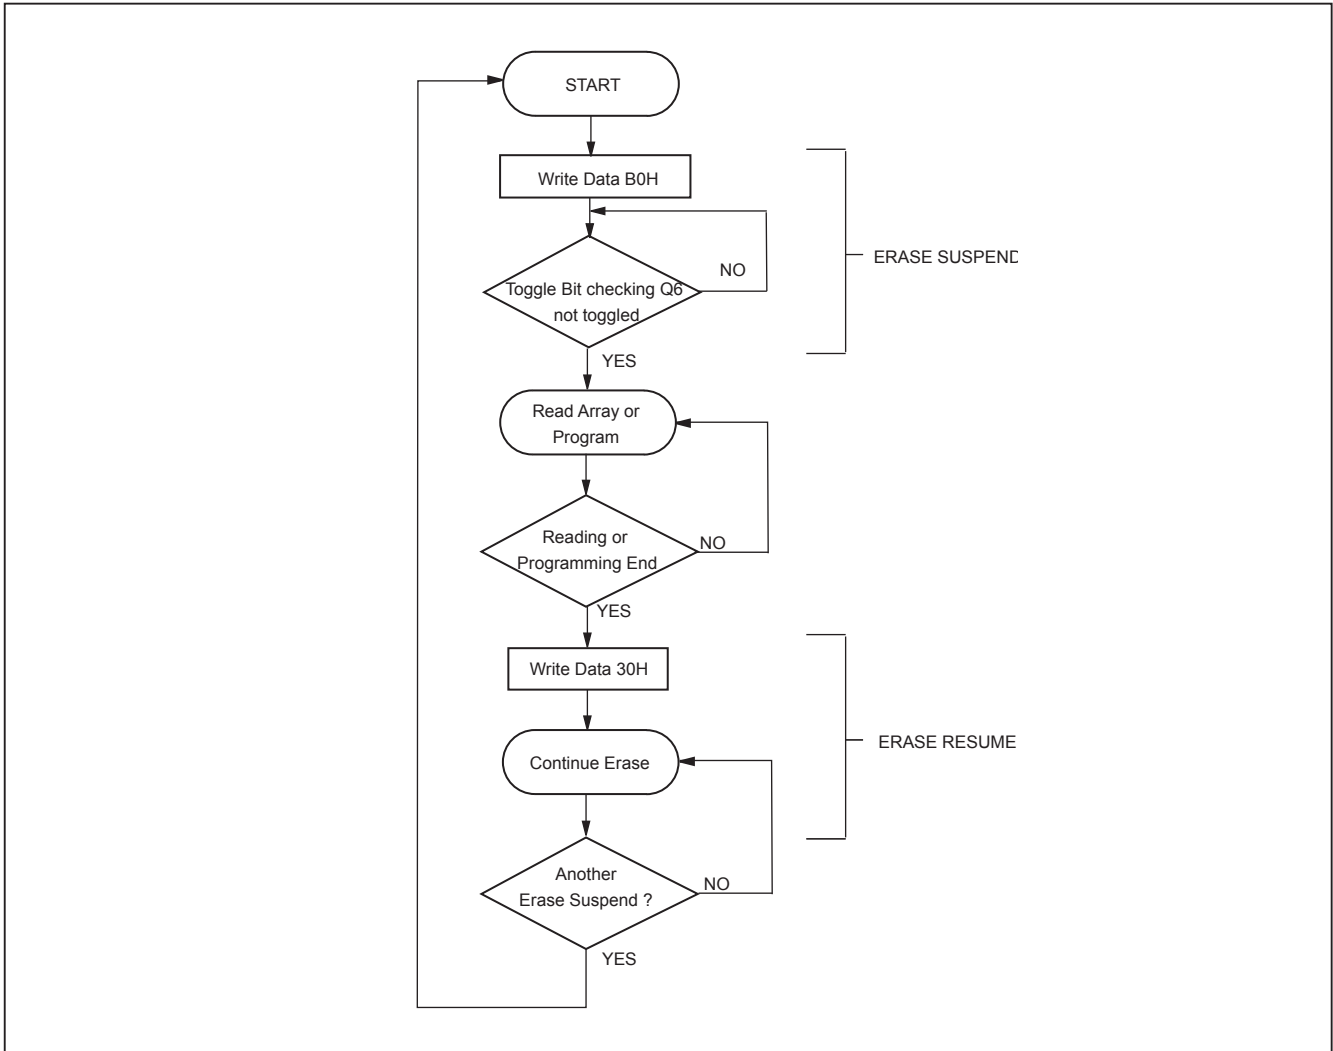 START
Write Data B0H
ERASE SUSPEND
NO
Toggle Bit checking Q6
not toggled
YES
Read Array or
Program
Reading or
Programming End
NO
YES
Write Data 30H
ERASE RESUME
Continue Erase
Another
Erase Suspend ?
NO
YES